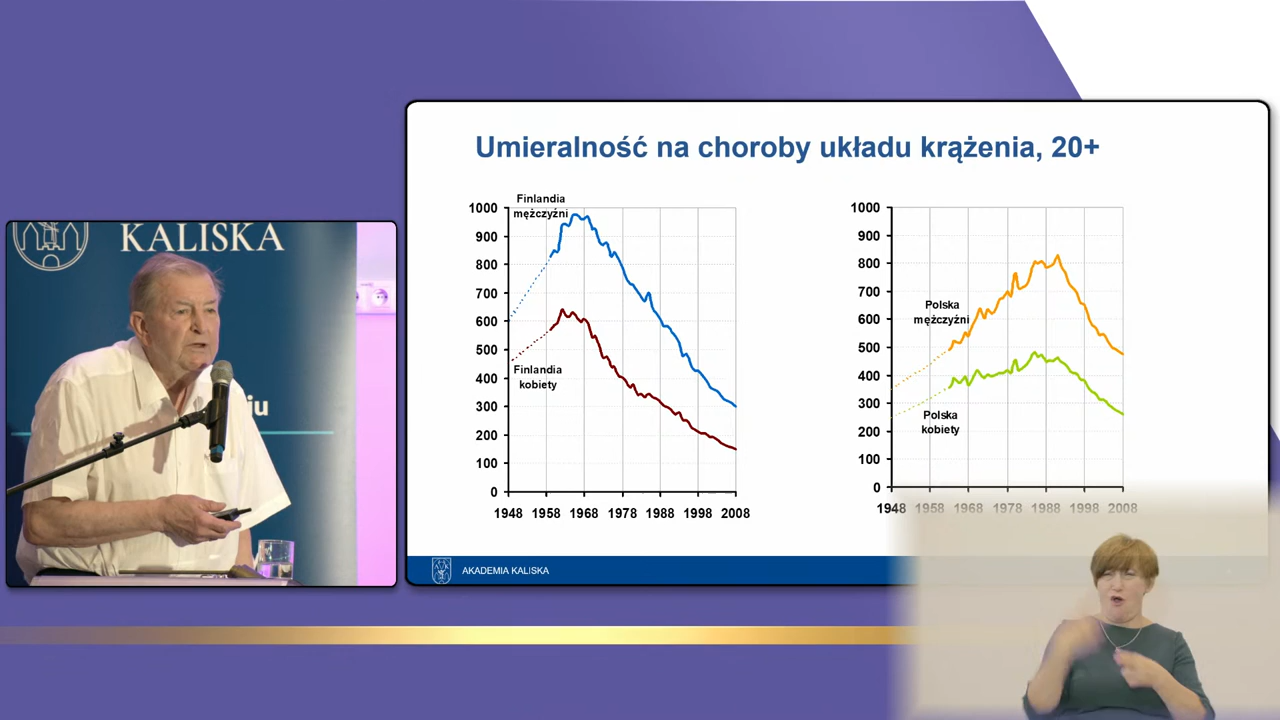 KALISKA
ju
Umieralność na choroby układu krążenia, 20+
Finlandia
mężczyźni
1000
900
800
700
600
500
400
300
200
100
0
Finlandia
kobiety
1948 1958 1968 1978 1988 1998 2008
1000
900
800
700
600
500
400
300
200
100
0
Polska
mężczyźni
Polska
kobiety
1948 1958 1968 1978 1988 1998 2008
AKADEMIA KALISKA